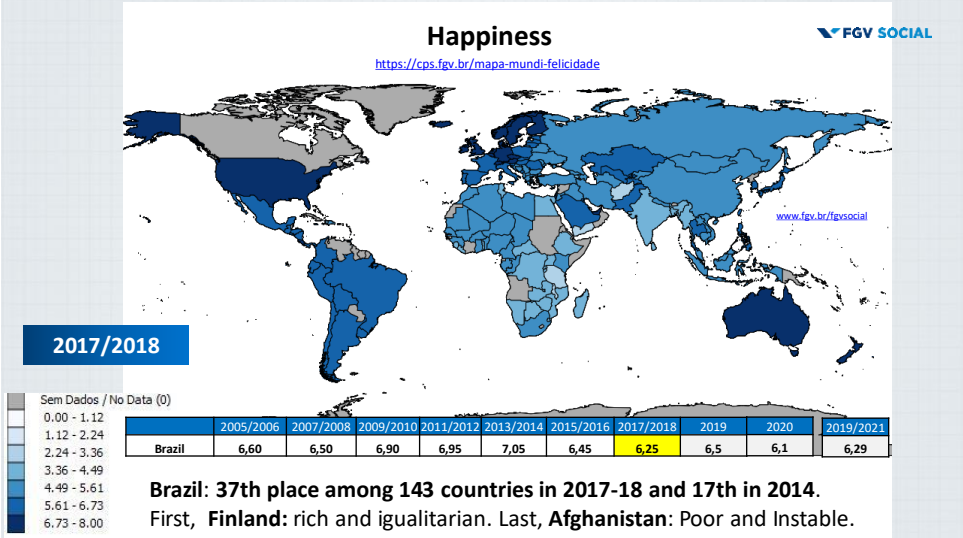 Happiness
FGV SOCIAL
https://cps.fgv.br/mapa-mundi-felicidade
www.fgv.br/fgvsocial
2017/2018
Sem Dados / No Data (0)
0.00 - 1.12
1.12 - 2.24
2.24 - 3.36
3.36 - 4.49
4.49 - 5.61
5.61 - 6.73
6.73 - 8.00
2005/2006 2007/2008 2009/2010 2011/2012 2013/2014 2015/2016 2017/2018 2019 2020 2019/2021
Brazil 6,60 6,50 6,90 6,95 7,05 6,45 6,25 6,5 6,1 6,29
Brazil: 37th place among 143 countries in 2017-18 and 17th in 2014.
First, Finland: rich and igualitarian. Last, Afghanistan: Poor and Instable.